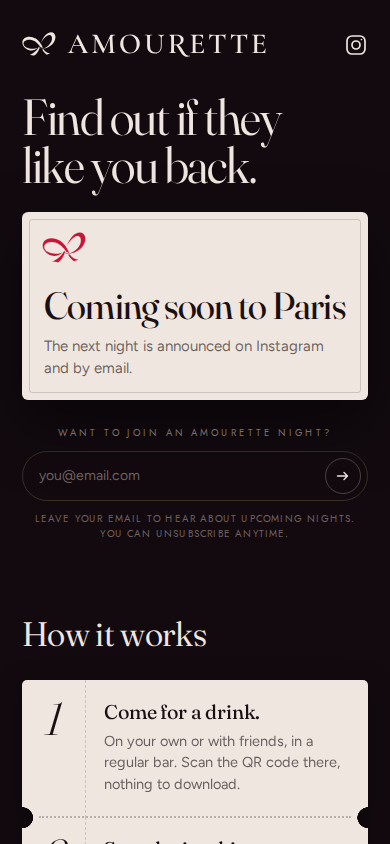 AMOURETTE
Find out if they
like you back.
Coming soon to Paris
The next night is announced on Instagram
and by email.
WANT TO JOIN AN AMOURETTE NIGHT?
you@email.com
LEAVE YOUR EMAIL TO HEAR ABOUT UPCOMING NIGHTS.
YOU CAN UNSUBSCRIBE ANYTIME.
How it works
1
Come for a drink.
On your own or with friends, in a
regular bar. Scan the QR code there,
nothing to download.